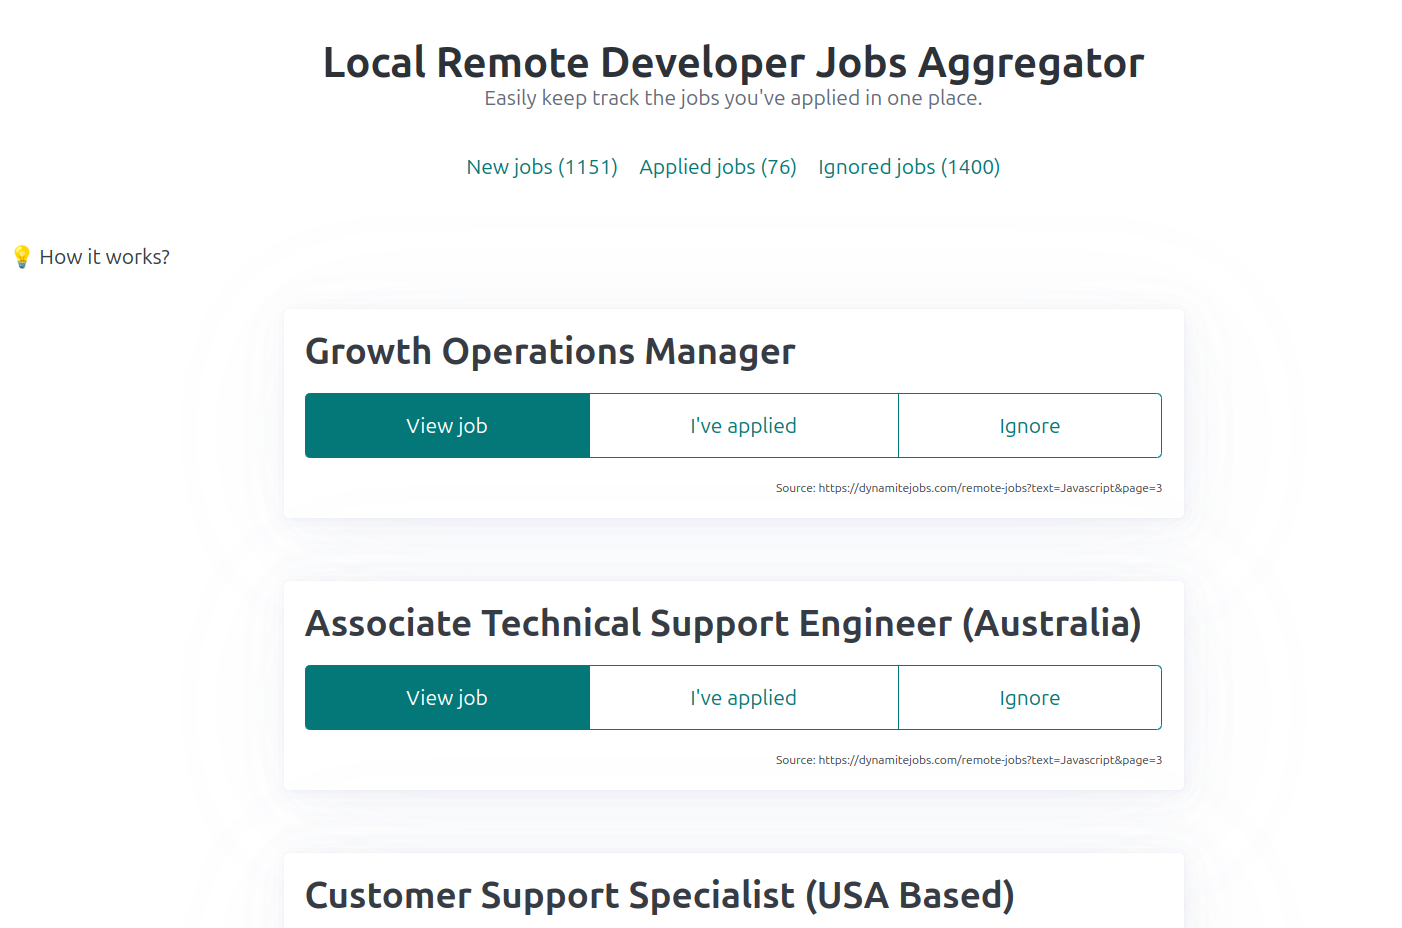 Local Remote Developer Jobs Aggregator
Easily keep track the jobs you've applied in one place.
New jobs (1151) Applied jobs (76) Ignored jobs (1400)
💡 How it works?
Growth Operations Manager
View job I've applied Ignore
Source: https://dynamitejobs.com/remote-jobs?text=Javascript&page=3
Associate Technical Support Engineer (Australia)
View job I've applied Ignore
Source: https://dynamitejobs.com/remote-jobs?text=Javascript&page=3
Customer Support Specialist (USA Based)